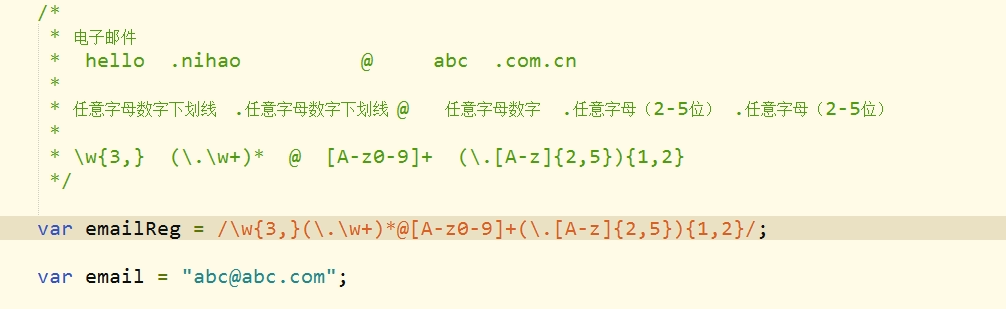 /*
* 电子邮件
* hello .nihao @ abc .com.cn
*
* 任意字母数字下划线 .任意字母数字下划线 @ 任意字母数字 .任意字母（2-5位） .任意字母（2-5位）
*
* \w{3,} (\.\w+)* @ [A-z0-9]+ (\.[A-z]{2,5}){1,2}
*/
var emailReg = /\w{3,}(\.\w+)*@[A-z0-9]+(\.[A-z]{2,5}){1,2}/;
var email = "abc@abc.com";